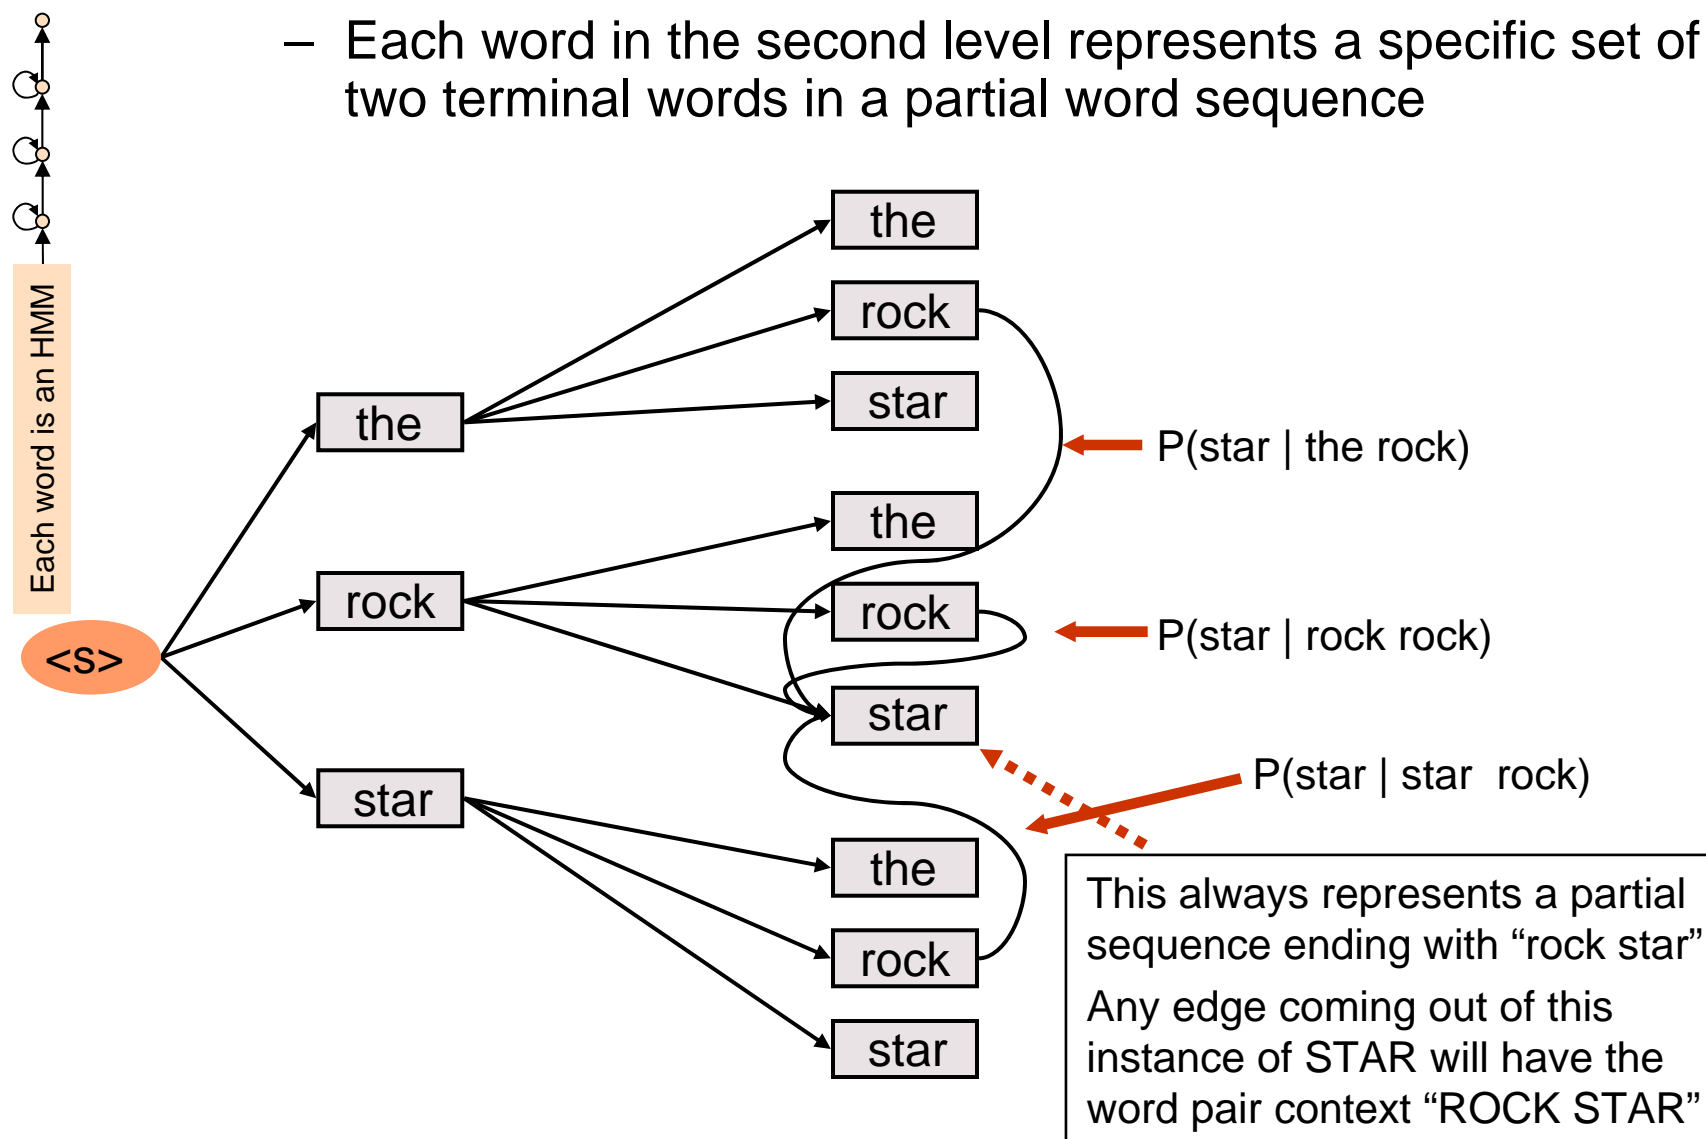 – Each word in the second level represents a specific set of
two terminal words in a partial word sequence
Each word is an HMM
<s>
the
rock
star
the
rock
star
the
rock
star
the
rock
star
P(star | the rock)
P(star | rock rock)
P(star | star rock)
This always represents a partial
sequence ending with “rock star”
Any edge coming out of this
instance of STAR will have the
word pair context “ROCK STAR”